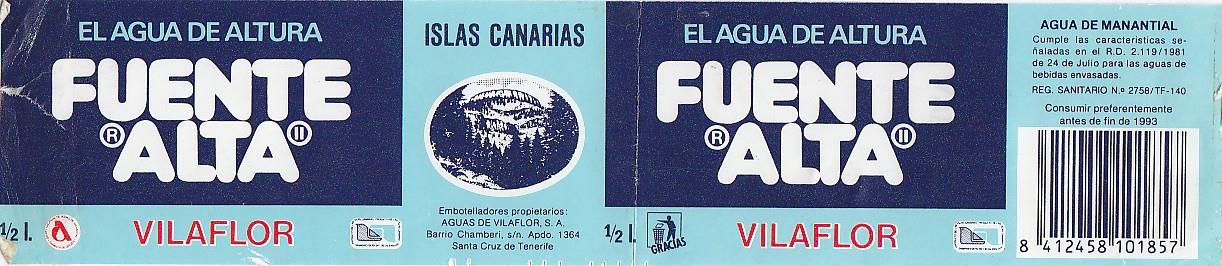 EL AGUA DE ALTURA
FUENTE
® ALTA II
1/2 l.
VILAFLOR
ISLAS CANARIAS
Embotelladores propietarios:
AGUAS DE VILAFLOR, S. A.
Barrio Chamberi, s/n. Apdo. 1364
Santa Cruz de Tenerife
EL AGUA DE ALTURA
FUENTE
® ALTA II
1/2 l.
GRACIAS
VILAFLOR
AGUA DE MANANTIAL
Cumple las características se-
ñaladas en el R.D. 2.119/1981
de 24 de Julio para las aguas de
bebidas envasadas.
REG. SANITARIO N.º 2758/TF-140
Consumir preferentemente
antes de fin de 1993
8 412458 101857